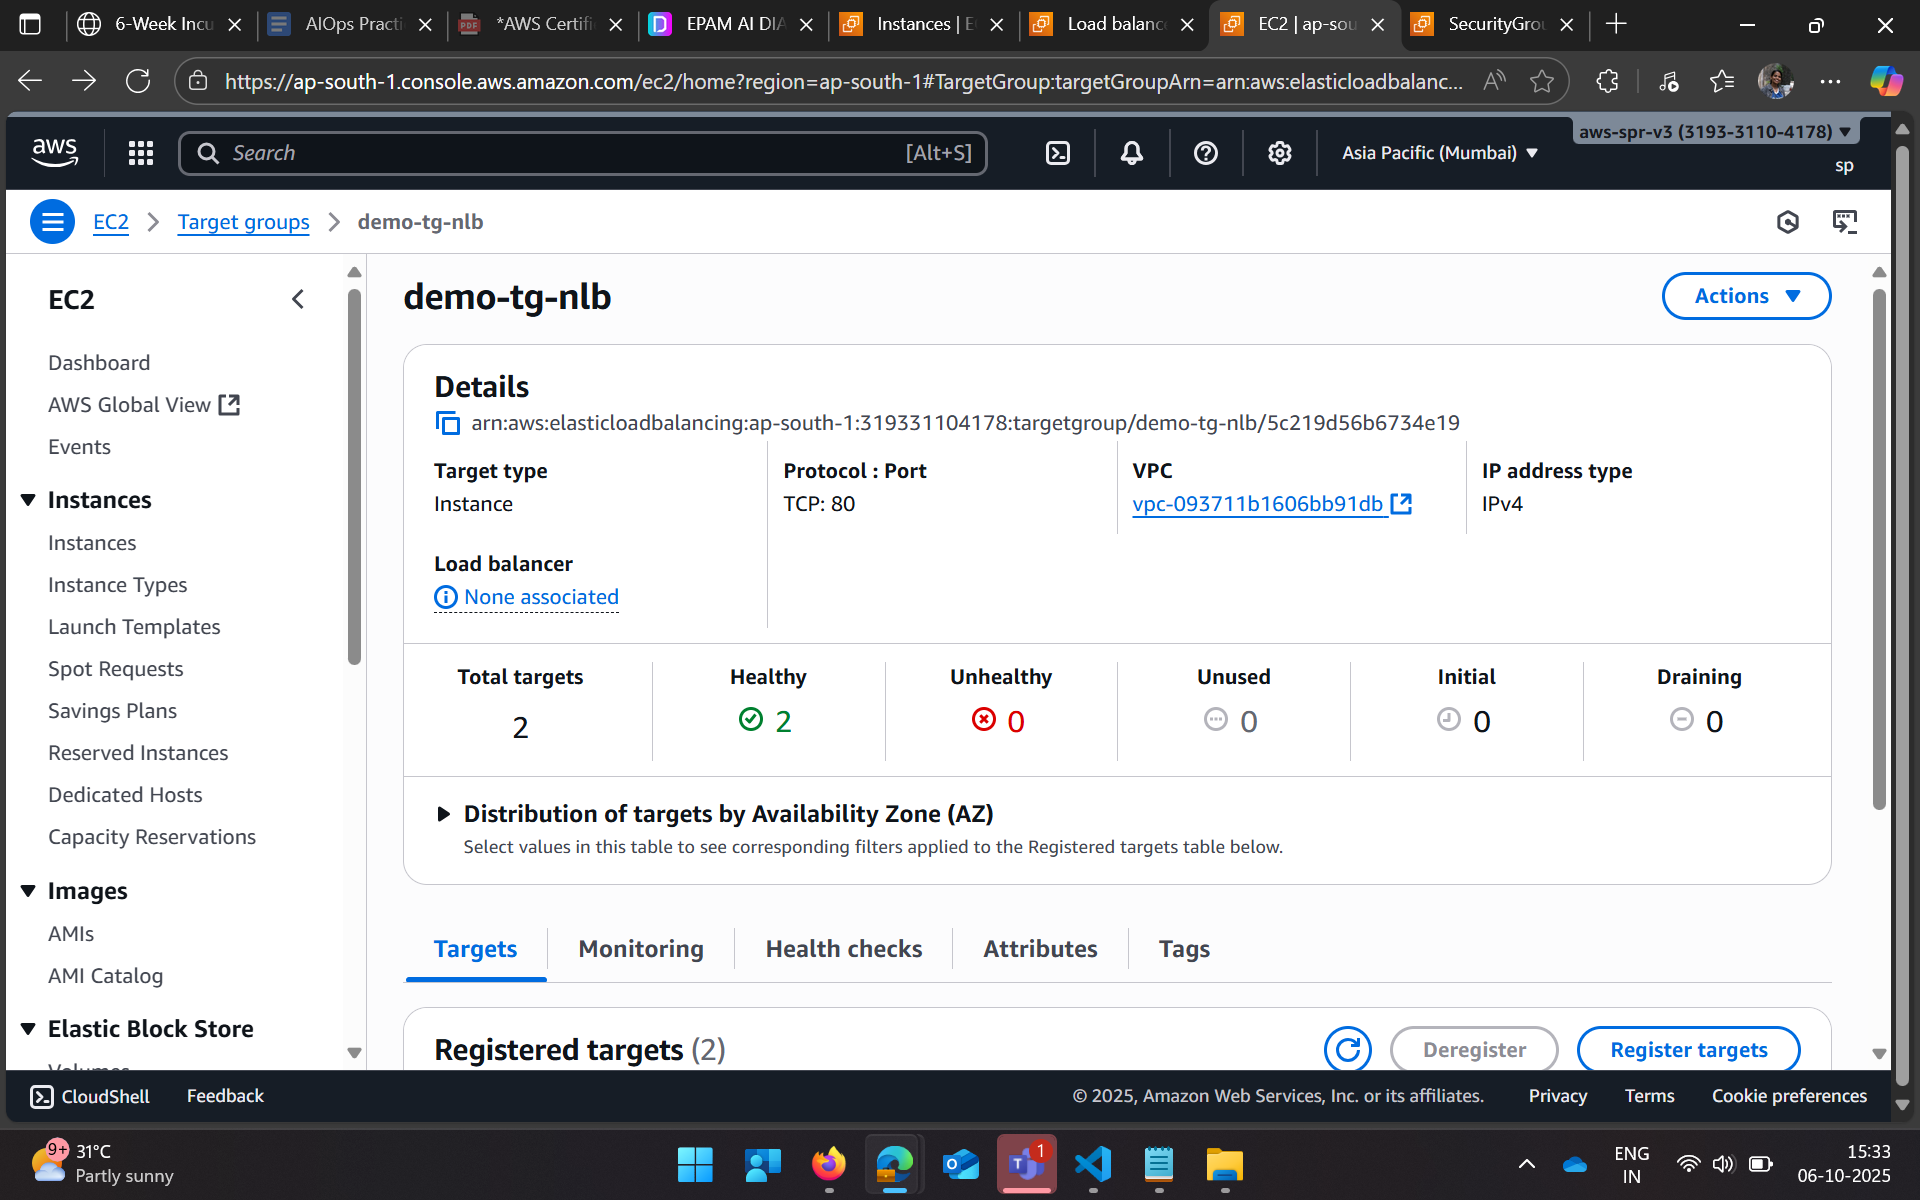 6-Week Incu
AIOps Practi
*AWS Certifi
EPAM AI DIA
Instances | E
Load balance
EC2 | ap-sou
SecurityGrou
https://ap-south-1.console.aws.amazon.com/ec2/home?region=ap-south-1#TargetGroup:targetGroupArn=arn:aws:elasticloadbalanc...
aws
Search
[Alt+S]
Asia Pacific (Mumbai)
aws-spr-v3 (3193-3110-4178)
sp
EC2
Target groups
demo-tg-nlb
EC2
Dashboard
AWS Global View
Events
Instances
Instances
Instance Types
Launch Templates
Spot Requests
Savings Plans
Reserved Instances
Dedicated Hosts
Capacity Reservations
Images
AMIs
AMI Catalog
Elastic Block Store
Volumes
demo-tg-nlb
Actions
Details
arn:aws:elasticloadbalancing:ap-south-1:319331104178:targetgroup/demo-tg-nlb/5c219d56b6734e19
Target type
Instance
Protocol : Port
TCP: 80
VPC
vpc-093711b1606bb91db
IP address type
IPv4
Load balancer
None associated
Total targets
2
Healthy
2
Unhealthy
0
Unused
0
Initial
0
Draining
0
Distribution of targets by Availability Zone (AZ)
Select values in this table to see corresponding filters applied to the Registered targets table below.
Targets
Monitoring
Health checks
Attributes
Tags
Registered targets (2)
Deregister
Register targets
CloudShell
Feedback
© 2025, Amazon Web Services, Inc. or its affiliates.
Privacy
Terms
Cookie preferences
9+
31°C
Partly sunny
1
ENG
IN
15:33
06-10-2025